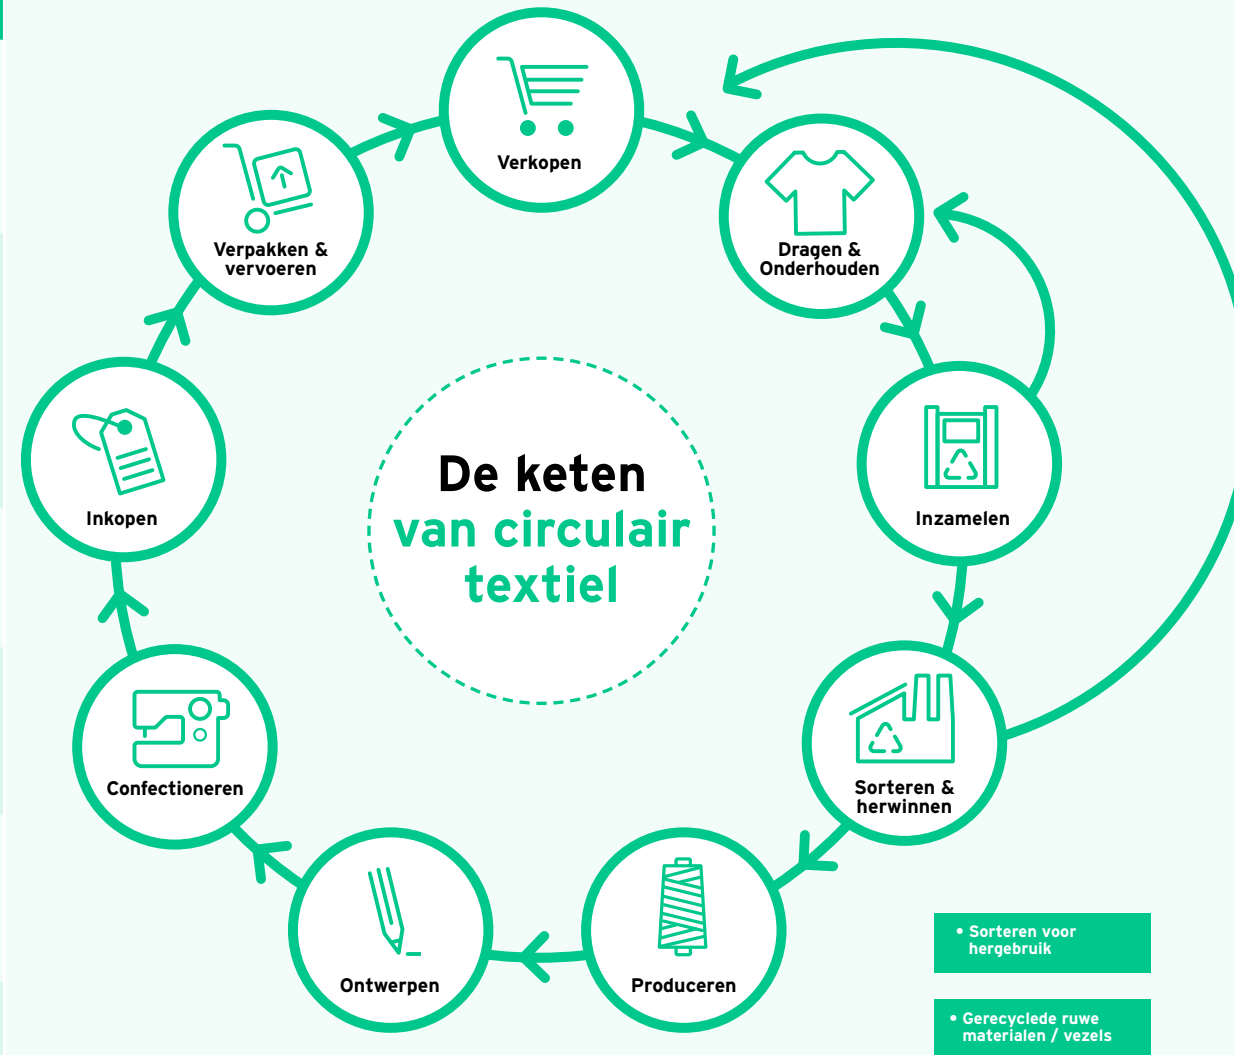 De keten
van circulair
textiel
Verkopen
Dragen &
Onderhouden
Inzamelen
Sorteren &
herwinnen
Produceren
Ontwerpen
Confectioneren
Inkopen
Verpakken &
vervoeren
• Sorteren voor
hergebruik
• Gerecyclede ruwe
materialen / vezels